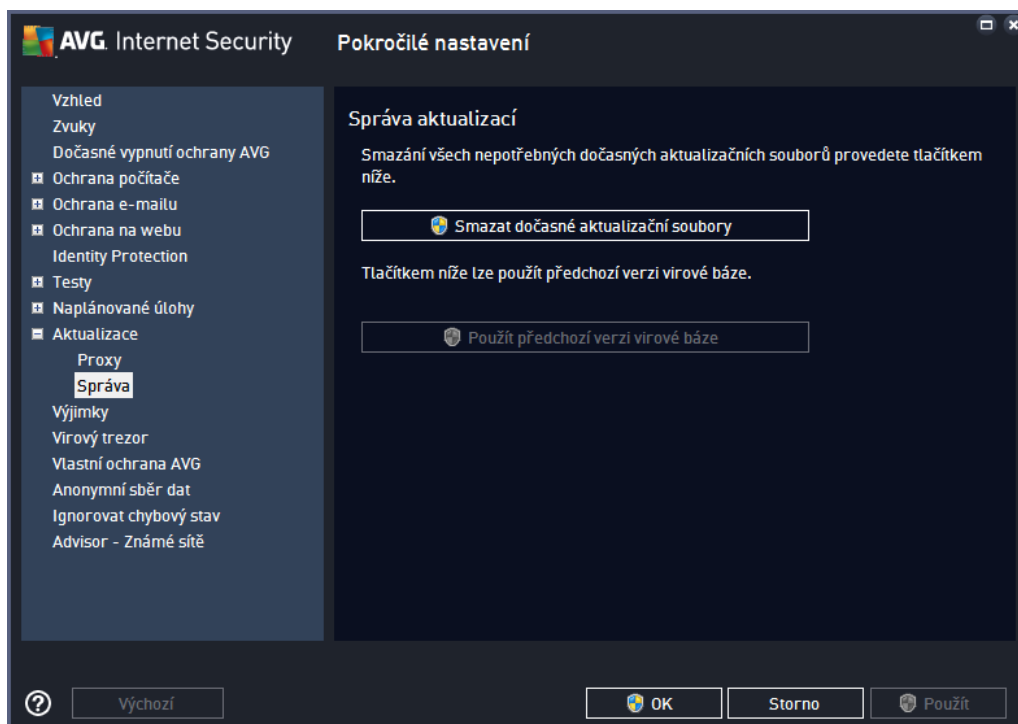 AVG. Internet Security
Pokročilé nastavení
Vzhled
Zvuky
Dočasné vypnutí ochrany AVG
Ochrana počítače
Ochrana e-mailu
Ochrana na webu
Identity Protection
Testy
Naplánované úlohy
Aktualizace
Proxy
Správa
Výjimky
Virový trezor
Vlastní ochrana AVG
Anonymní sběr dat
Ignorovat chybový stav
Advisor - Známé sítě
Správa aktualizací
Smazání všech nepotřebných dočasných aktualizačních souborů provedete tlačítkem
níže.
Smazat dočasné aktualizační soubory
Tlačítkem níže lze použít předchozí verzi virové báze.
Použít předchozí verzi virové báze
?
Výchozí
OK
Storno
Použít